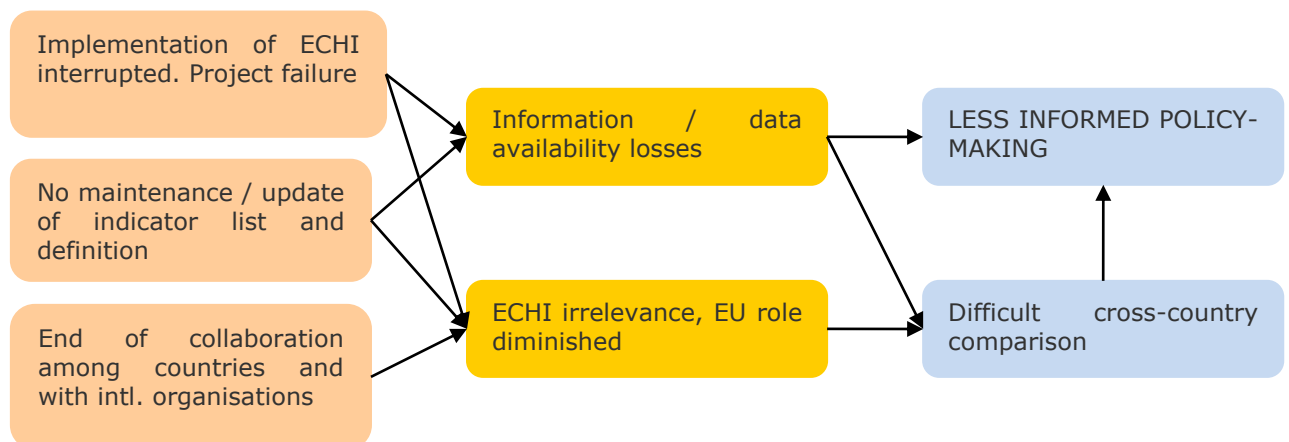 Implementation of ECHI
interrupted. Project failure
No maintenance / update
of indicator list and
definition
End of collaboration
among countries and
with intl. organisations
Information / data
availability losses
ECHI irrelevance, EU role
diminished
LESS INFORMED POLICY-
MAKING
Difficult cross-country
comparison